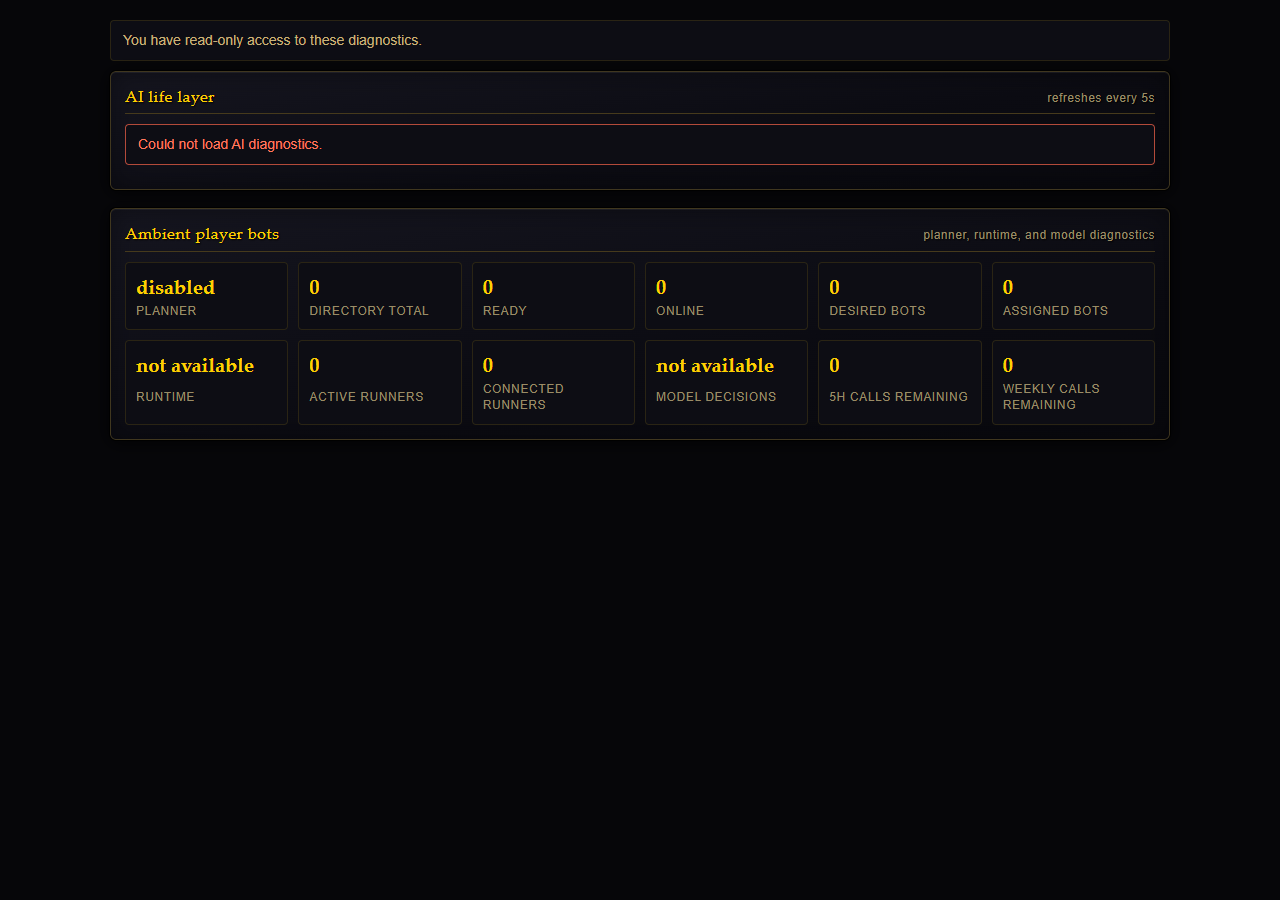 You have read-only access to these diagnostics.
AI life layer
refreshes every 5s
Could not load AI diagnostics.
Ambient player bots
planner, runtime, and model diagnostics
disabled
PLANNER
0
DIRECTORY TOTAL
0
READY
0
ONLINE
0
DESIRED BOTS
0
ASSIGNED BOTS
not available
RUNTIME
0
ACTIVE RUNNERS
0
CONNECTED
RUNNERS
not available
MODEL DECISIONS
0
5H CALLS REMAINING
0
WEEKLY CALLS
REMAINING